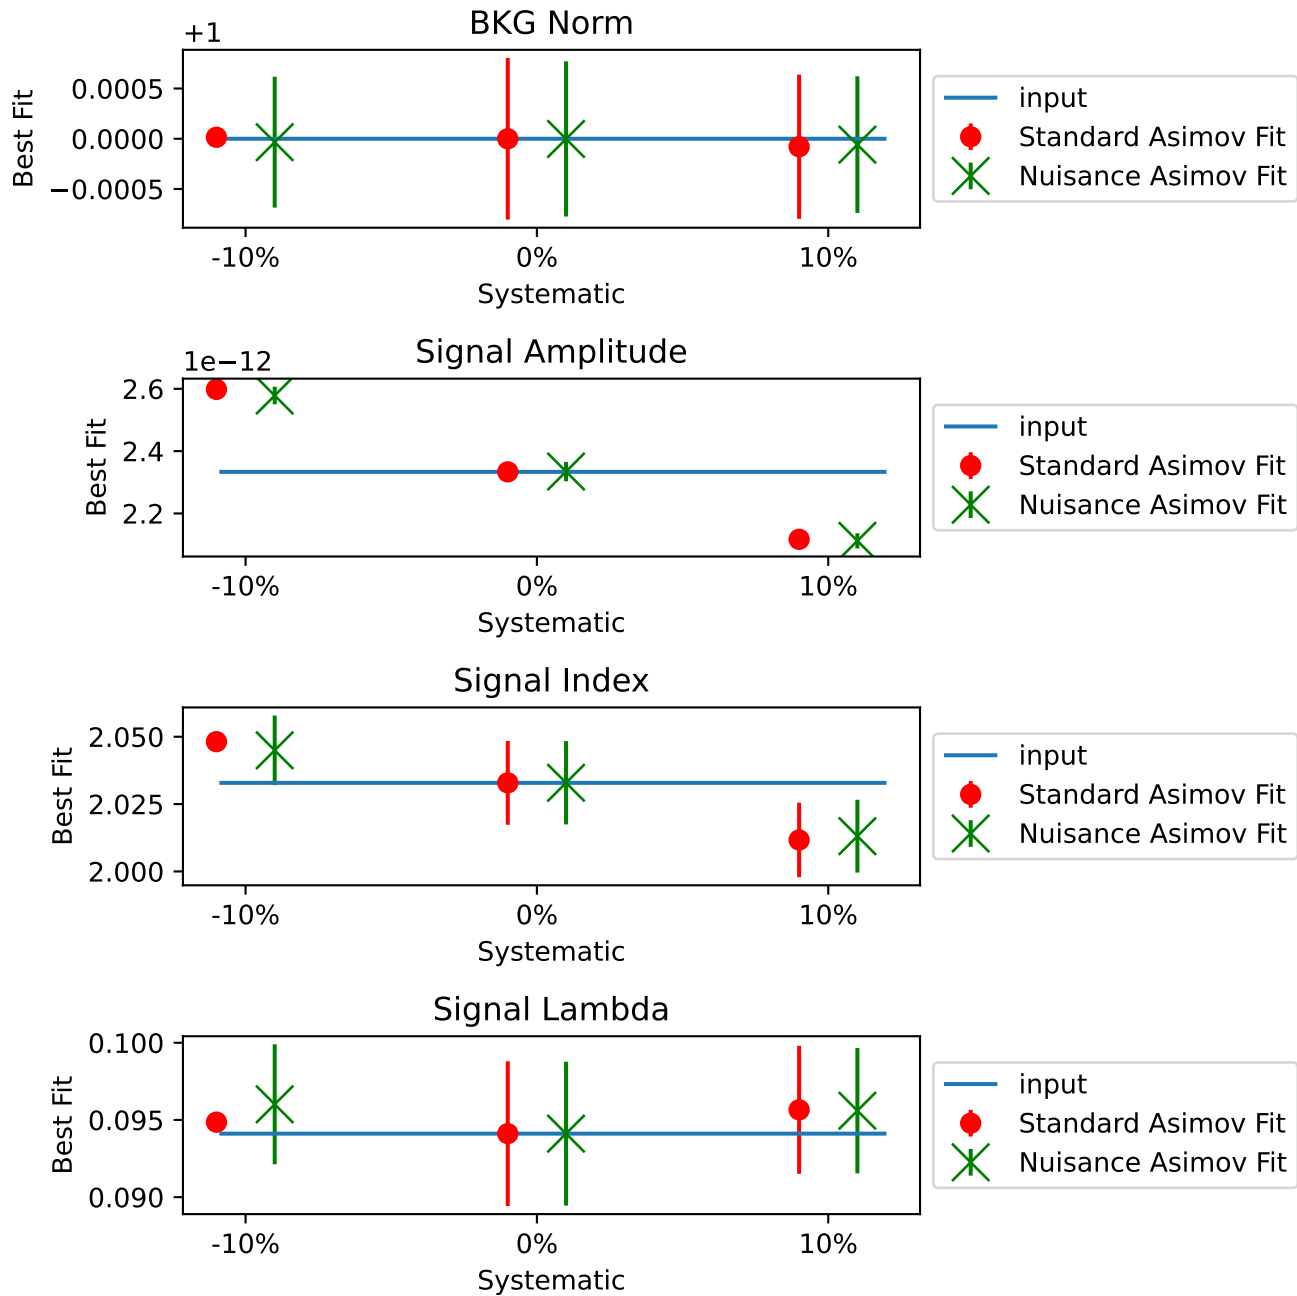 BKG Norm
+1
Best Fit
0.0005
0.0000
−0.0005
-10% 0% 10%
Systematic
input
Standard Asimov Fit
Nuisance Asimov Fit
Signal Amplitude
1e−12
Best Fit
2.6
2.4
2.2
-10% 0% 10%
Systematic
input
Standard Asimov Fit
Nuisance Asimov Fit
Signal Index
Best Fit
2.050
2.025
2.000
-10% 0% 10%
Systematic
input
Standard Asimov Fit
Nuisance Asimov Fit
Signal Lambda
Best Fit
0.100
0.095
0.090
-10% 0% 10%
Systematic
input
Standard Asimov Fit
Nuisance Asimov Fit